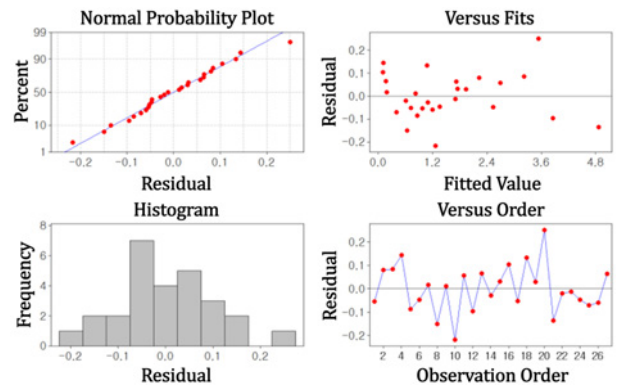 Normal Probability Plot
99
90
50
10
1
Percent
-0.2 -0.1 0.0 0.1 0.2
Residual
Versus Fits
0.2
0.1
0.0
-0.1
-0.2
Residual
0.0 1.2 2.4 3.6 4.8
Fitted Value
Histogram
8
6
4
2
0
Frequency
-0.2 -0.1 0.0 0.1 0.2
Residual
Versus Order
0.2
0.1
0.0
-0.1
-0.2
Residual
2 4 6 8 10 12 14 16 18 20 22 24 26
Observation Order